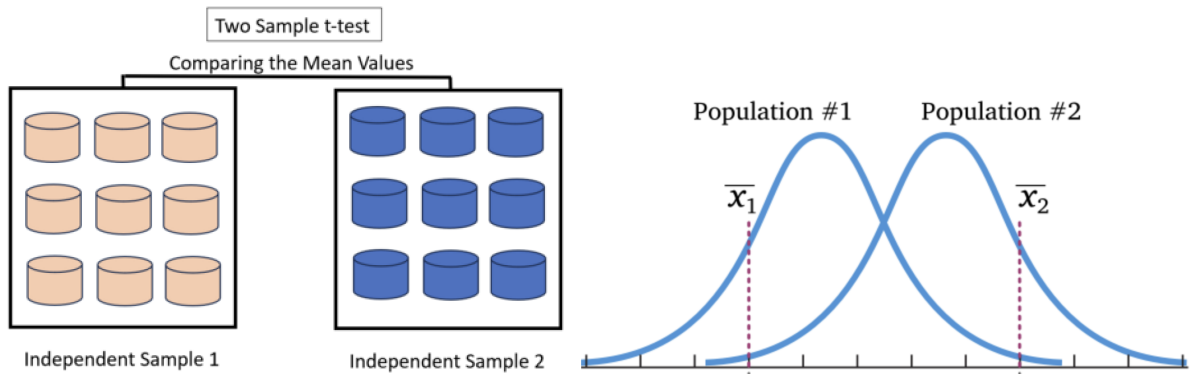 Two Sample t-test
Comparing the Mean Values
Independent Sample 1
Independent Sample 2
Population #1
Population #2
x̅₁
x̅₂